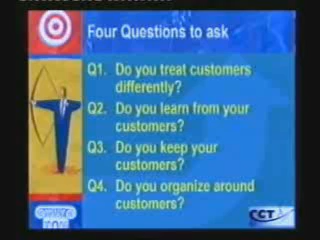 Four Questions to ask
Q1. Do you treat customers
differently?
Q2. Do you learn from your
customers?
Q3. Do you keep your
customers?
Q4. Do you organize around
customers?
CCT